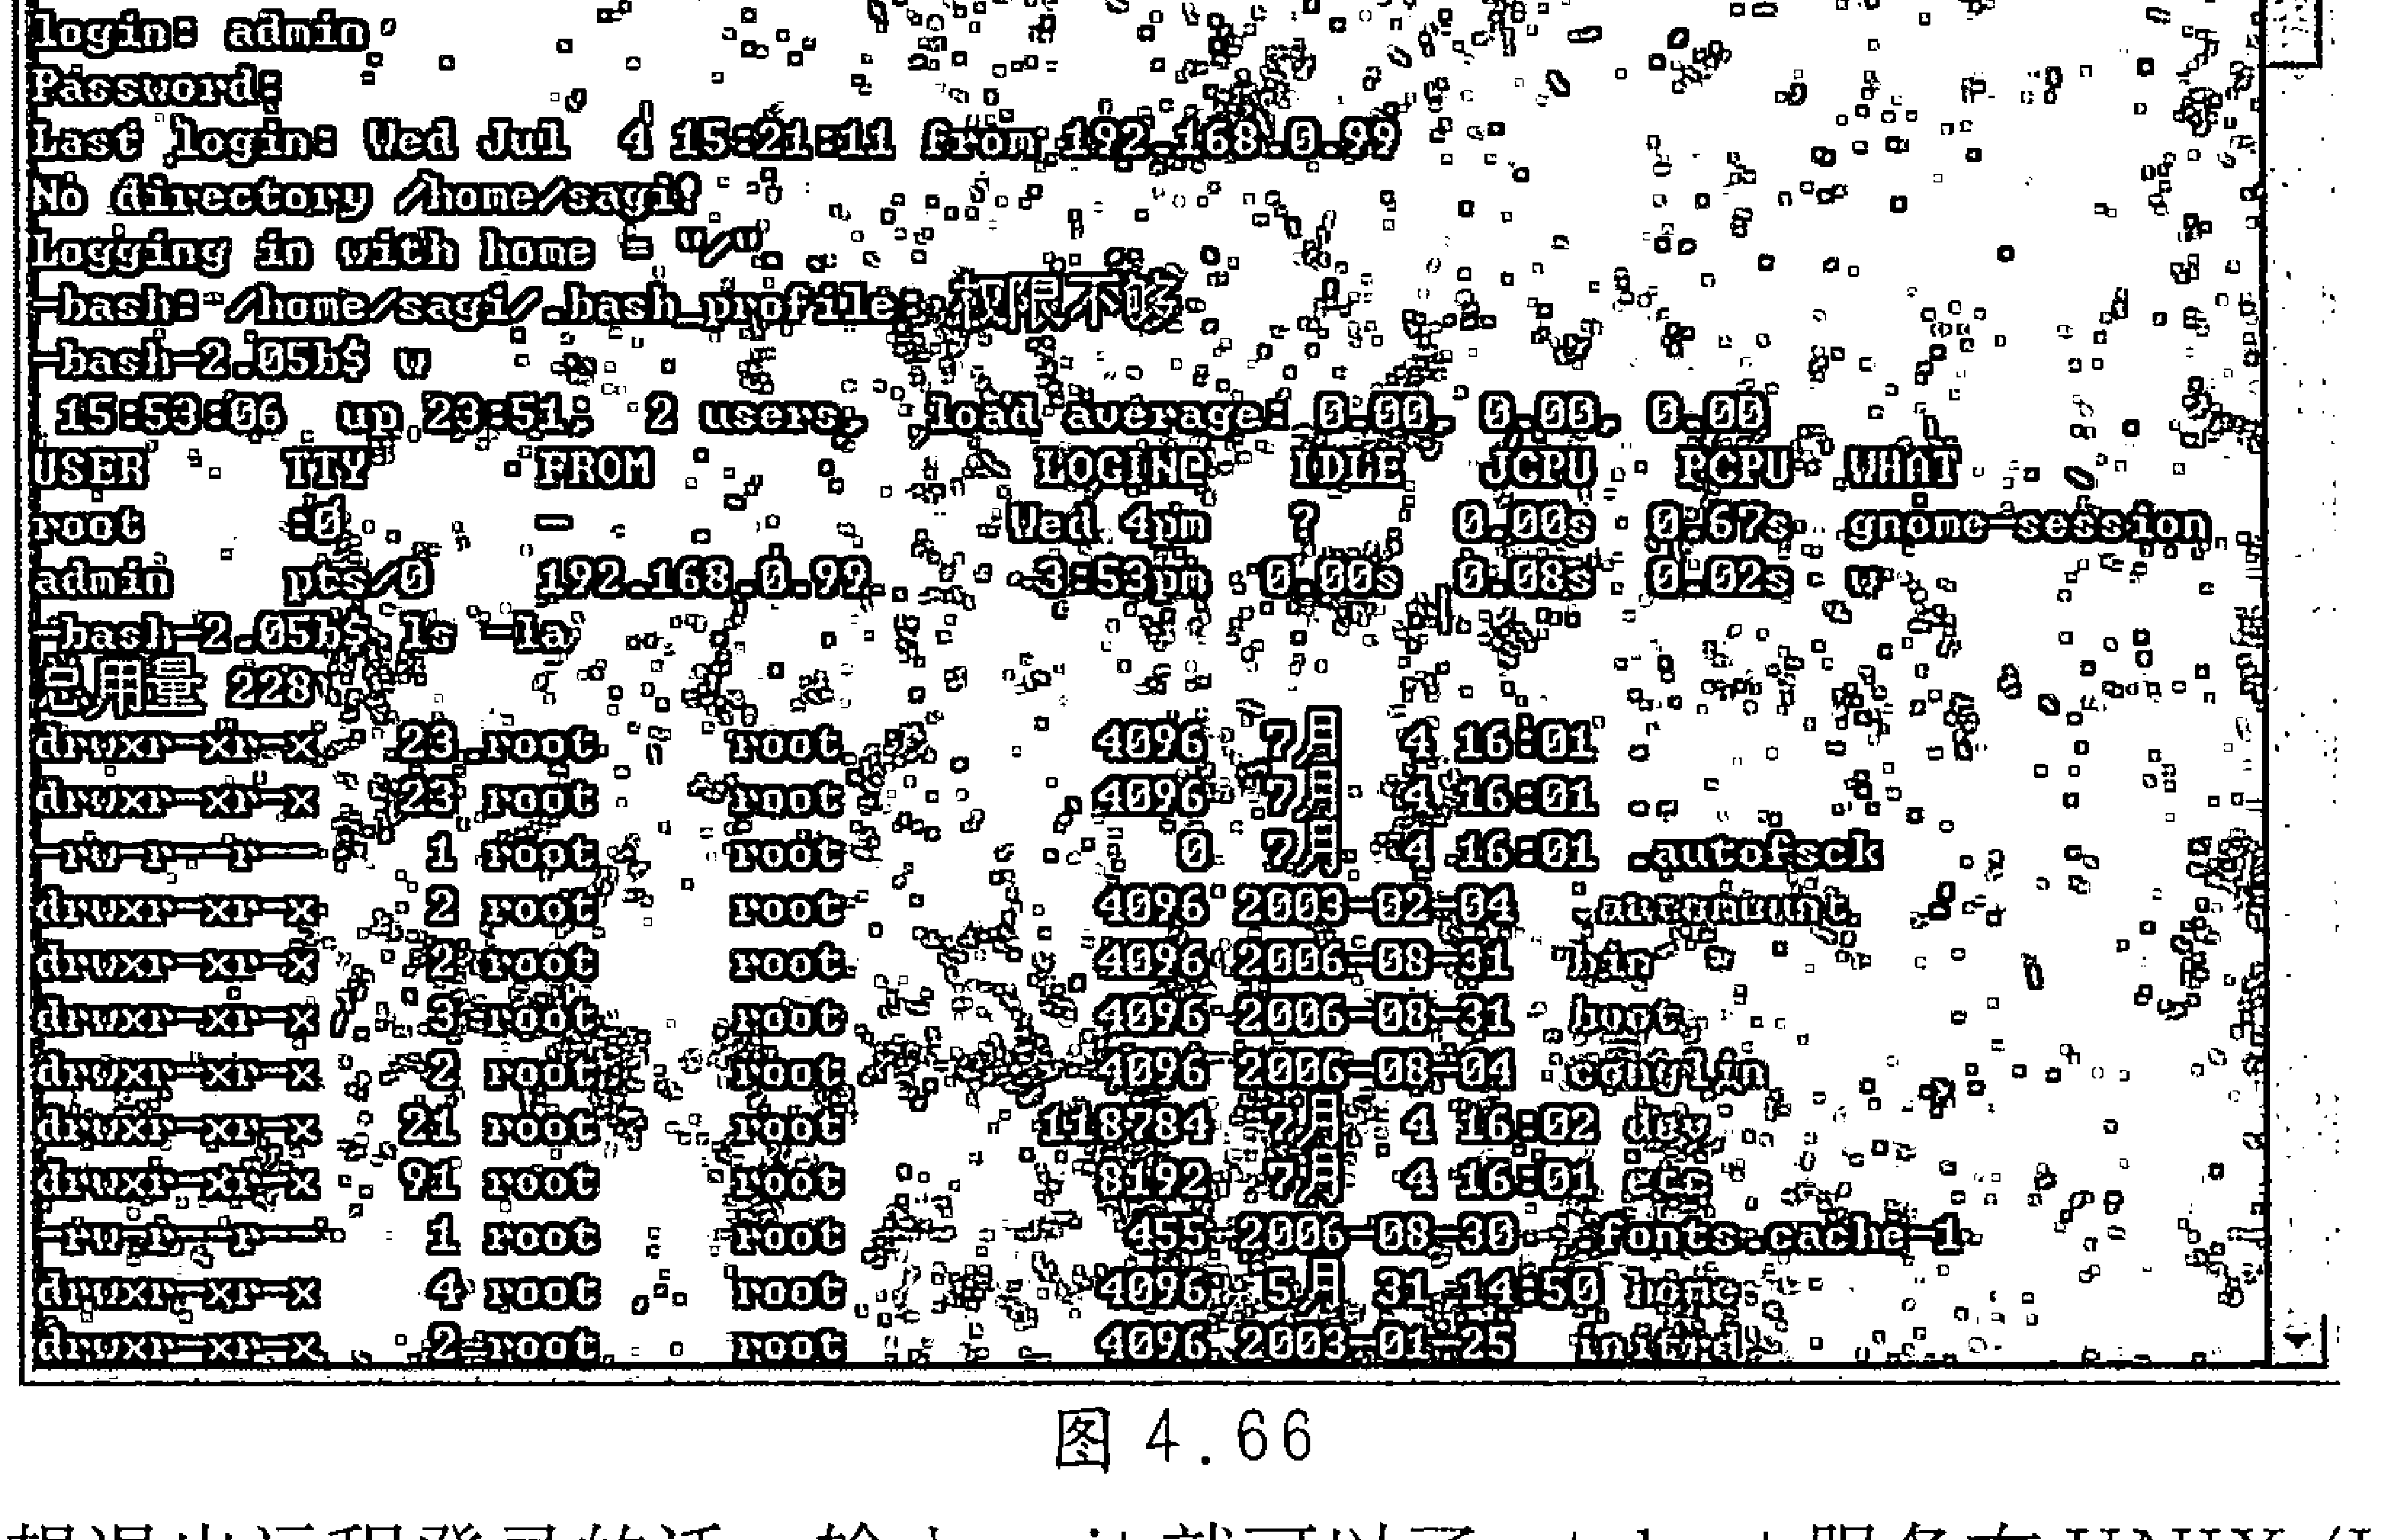 login: admin
Password:
Last login: Wed Jul  4 15:21:11 from 192.168.0.99
No directory /home/sagi!
Logging in with home = "/"
-bash: /home/sagi/.bash_profile: 权限不够
-bash-2.05b$ w
15:53:06  up 23:51,  2 users,  load average: 0.00, 0.00, 0.00
USER TTY FROM LOGIN@ IDLE JCPU PCPU WHAT
root :0 - Wed 4pm ? 0.00s 0.67s gnome-session
admin pts/0 192.168.0.99 3:53pm 0.00s 0.08s 0.02s w
-bash-2.05b$ ls -la
总用量 228
drwxr-xr-x 23 root root 4096 7月 4 16:01 .
drwxr-xr-x 23 root root 4096 7月 4 16:01 ..
-rw-r--r-- 1 root root 0 7月 4 16:01 .autofsck
drwxr-xr-x 2 root root 4096 2003-02-04 .automount
drwxr-xr-x 2 root root 4096 2006-08-31 bin
drwxr-xr-x 3 root root 4096 2006-08-31 boot
drwxr-xr-x 2 root root 4096 2006-08-04 conglin
drwxr-xr-x 21 root root 118784 7月 4 16:02 dev
drwxr-xr-x 91 root root 8192 7月 4 16:01 etc
-rw-r--r-- 1 root root 455 2006-08-30 .fonts.cache-1
drwxr-xr-x 4 root root 4096 5月 31 14:50 home
drwxr-xr-x 2 root root 4096 2003-01-25 initrd
图 4.66